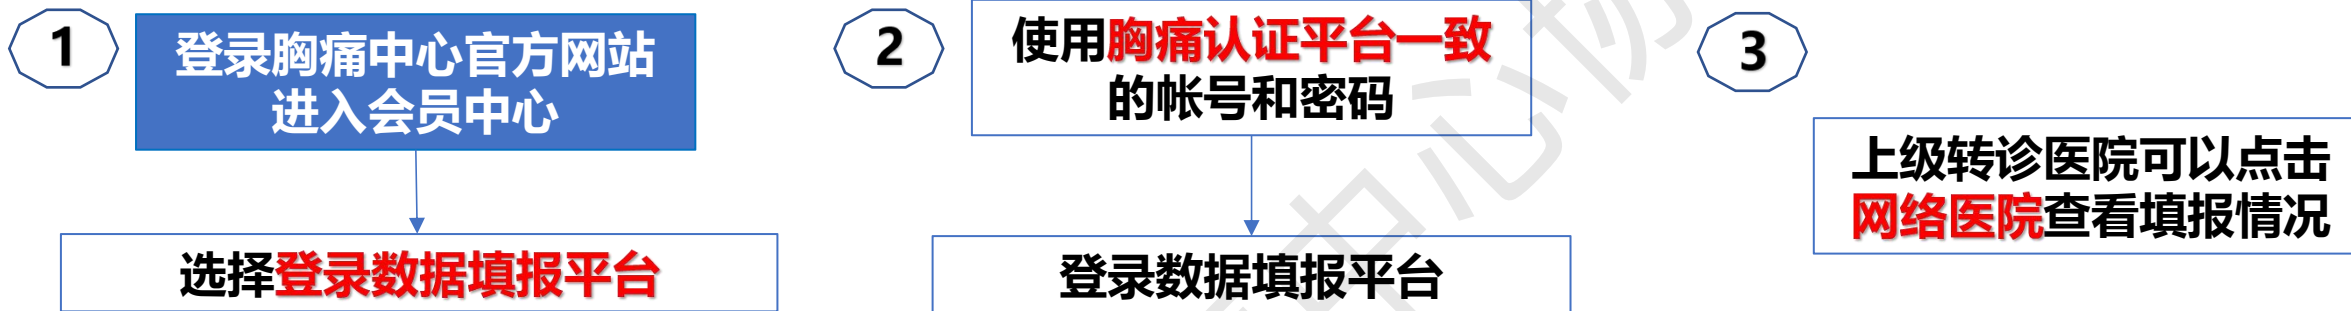 1
登录胸痛中心官方网站
进入会员中心
选择登录数据填报平台
2
使用胸痛认证平台一致
的帐号和密码
登录数据填报平台
3
上级转诊医院可以点击
网络医院查看填报情况
中心